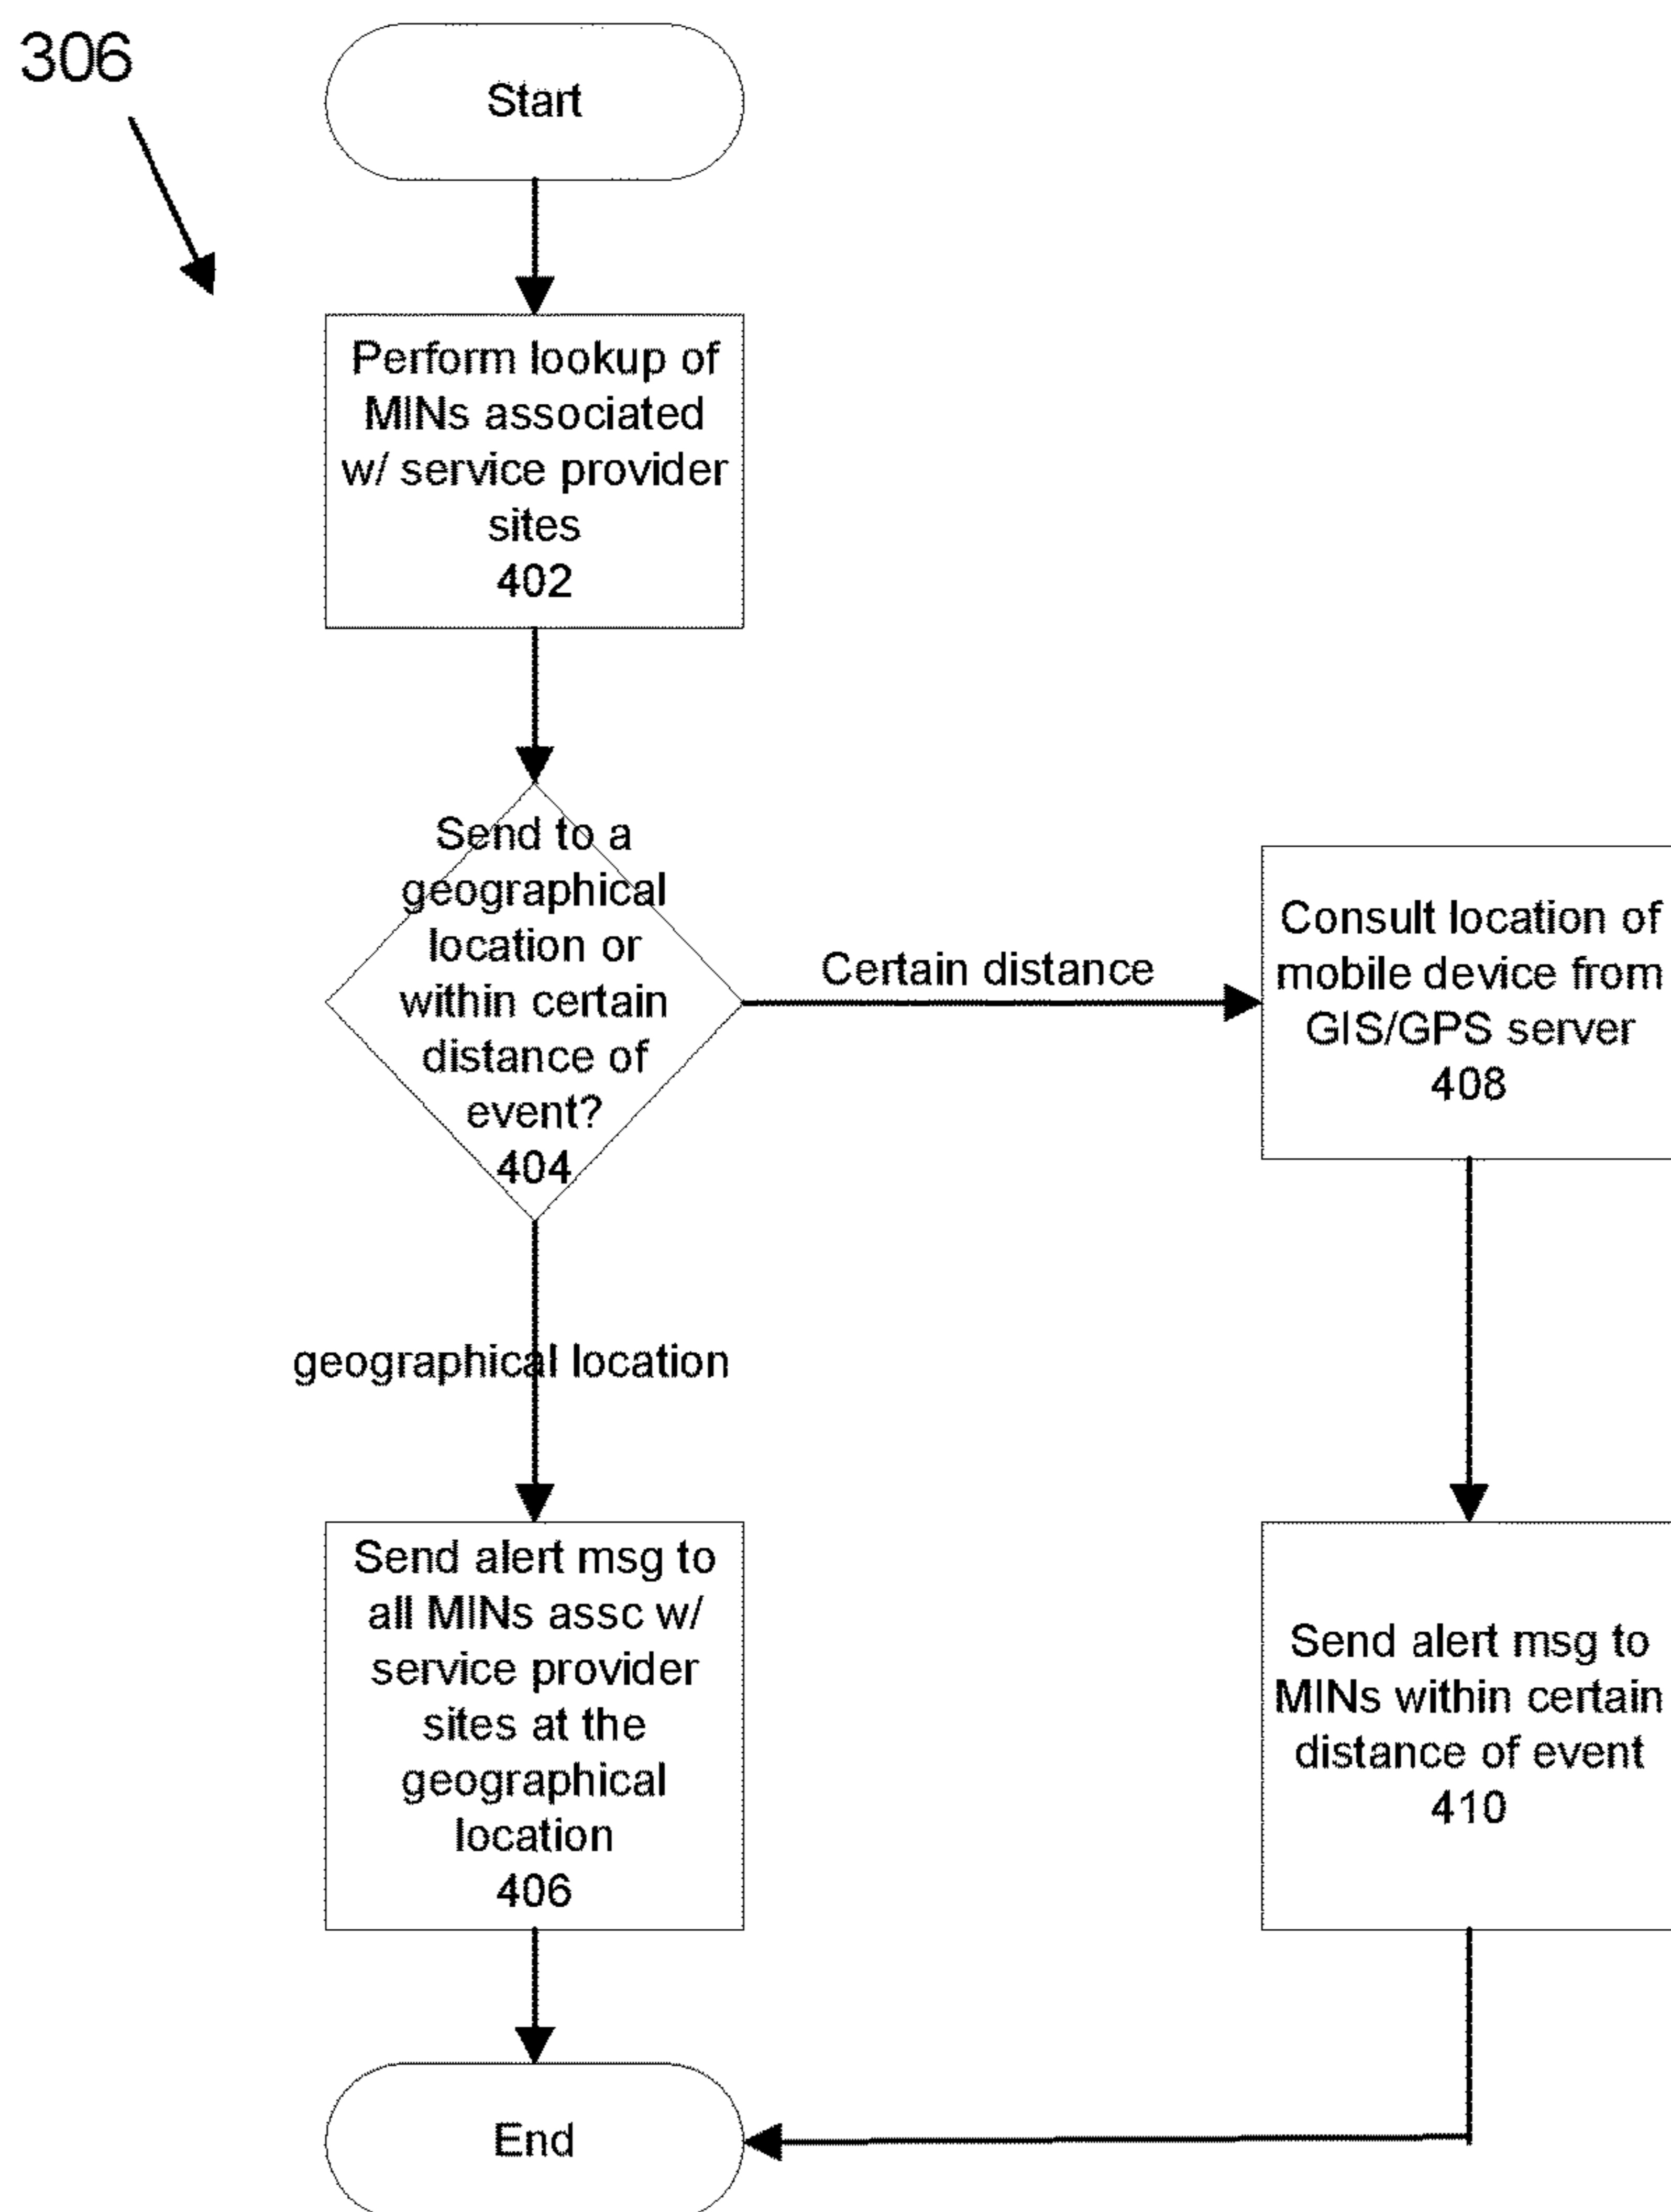 306
Start
Perform lookup of
MINs associated
w/ service provider
sites
402
Send to a
geographical
location or
within certain
distance of
event?
404
Certain distance
Consult location of
mobile device from
GIS/GPS server
408
geographical location
Send alert msg to
all MINs assc w/
service provider
sites at the
geographical
location
406
Send alert msg to
MINs within certain
distance of event
410
End